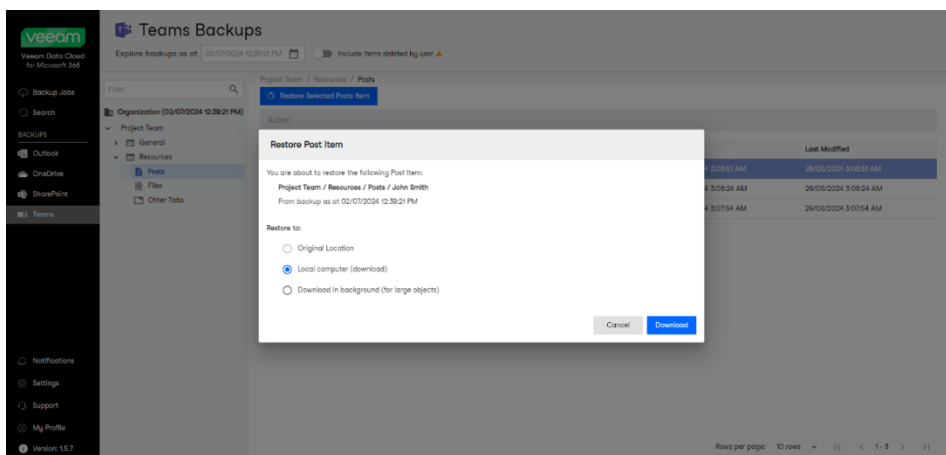 veeam
Veeam Data Cloud
for Microsoft 365
Backup Jobs
Search
BACKUPS
Outlook
OneDrive
SharePoint
Teams
Notifications
Settings
Support
My Profile
Version: 1.5.7
Teams Backups
Explore backups as at
02/07/2024 12:39:21 PM
Include items deleted by user
Filter
Organization (02/07/2024 12:39:21 PM)
Project Team
General
Resources
Posts
Files
Other Tabs
Project Team / Resources / Posts
Restore Selected Posts Item
Author
Last Modified
4 3:08:51 AM
26/06/2024 3:08:51 AM
4 3:08:24 AM
26/06/2024 3:08:24 AM
4 3:07:54 AM
26/06/2024 3:07:54 AM
Restore Post Item
You are about to restore the following Post Item:
Project Team / Resources / Posts / John Smith
From backup as at 02/07/2024 12:39:21 PM
Restore to:
Original Location
Local computer (download)
Download in background (for large objects)
Cancel
Download
Rows per page: 10 rows
1-3